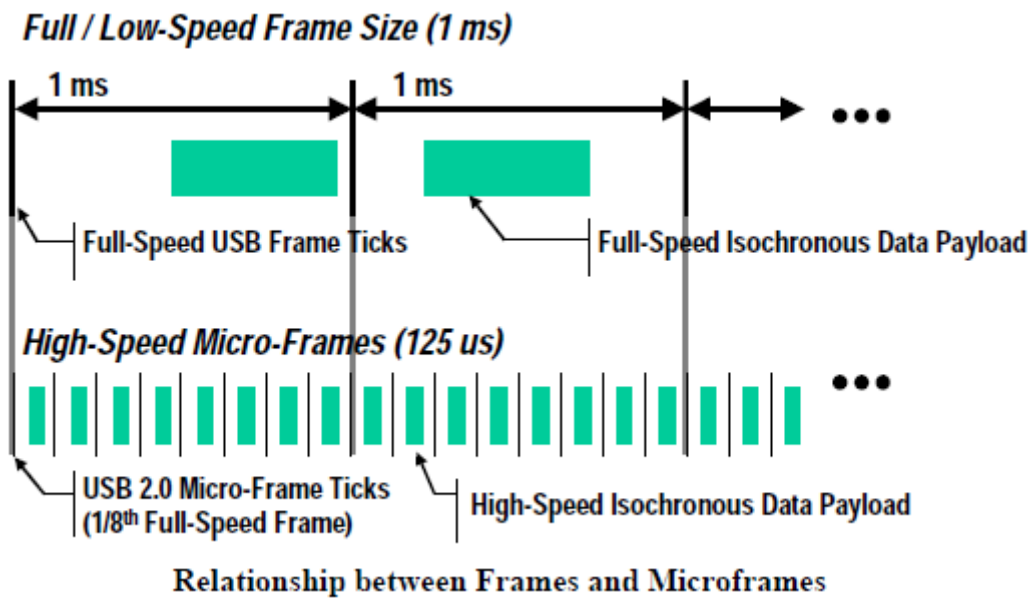 Full / Low-Speed Frame Size (1 ms)
1 ms
1 ms
Full-Speed USB Frame Ticks
Full-Speed Isochronous Data Payload
High-Speed Micro-Frames (125 us)
USB 2.0 Micro-Frame Ticks
(1/8th Full-Speed Frame)
High-Speed Isochronous Data Payload
Relationship between Frames and Microframes